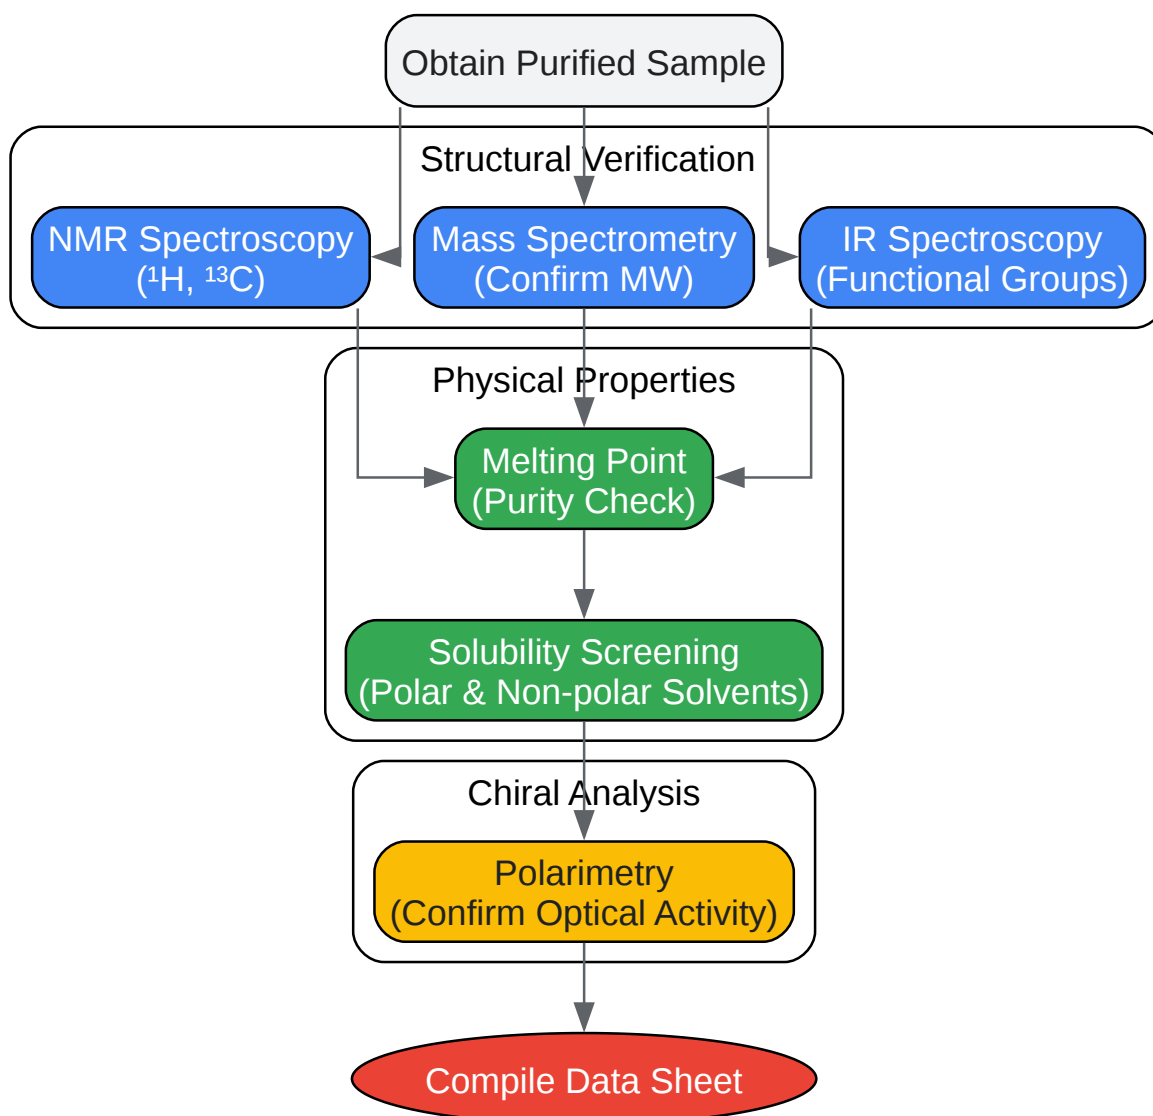 Obtain Purified Sample
Structural Verification
NMR Spectroscopy
(¹H, ¹³C)
Mass Spectrometry
(Confirm MW)
IR Spectroscopy
(Functional Groups)
Physical Properties
Melting Point
(Purity Check)
Solubility Screening
(Polar & Non-polar Solvents)
Chiral Analysis
Polarimetry
(Confirm Optical Activity)
Compile Data Sheet